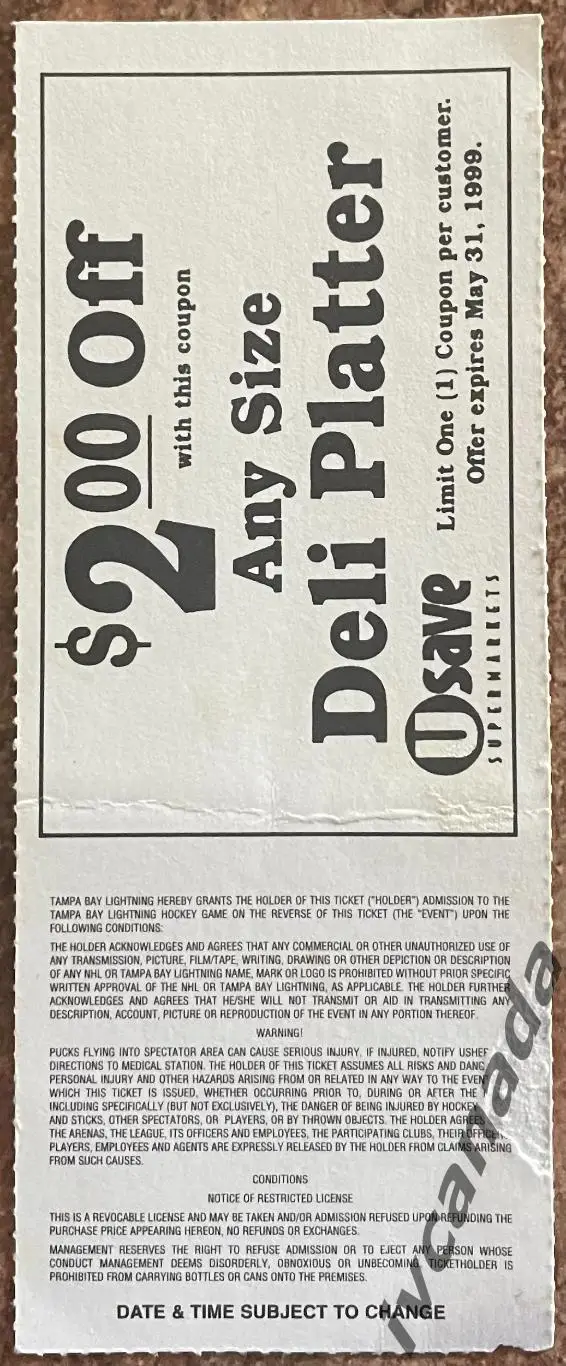 $2.00 Off
with this coupon
Any Size
Deli Platter
Usave
SUPERMARKETS
Limit One (1) Coupon per customer.
Offer expires May 31, 1999.
TAMPA BAY LIGHTNING HEREBY GRANTS THE HOLDER OF THIS TICKET ("HOLDER") ADMISSION TO THE
TAMPA BAY LIGHTNING HOCKEY GAME ON THE REVERSE OF THIS TICKET (THE "EVENT") UPON THE
FOLLOWING CONDITIONS:
THE HOLDER ACKNOWLEDGES AND AGREES THAT ANY COMMERCIAL OR OTHER UNAUTHORIZED USE OF
ANY TRANSMISSION, PICTURE, FILM/TAPE, WRITING, DRAWING OR OTHER DEPICTION OR DESCRIPTION
OF ANY NHL OR TAMPA BAY LIGHTNING NAME, MARK OR LOGO IS PROHIBITED WITHOUT PRIOR SPECIFIC
WRITTEN APPROVAL OF THE NHL OR TAMPA BAY LIGHTNING, AS APPLICABLE. THE HOLDER FURTHER
ACKNOWLEDGES AND AGREES THAT HE/SHE WILL NOT TRANSMIT OR AID IN TRANSMITTING ANY
DESCRIPTION, ACCOUNT, PICTURE OR REPRODUCTION OF THE EVENT IN ANY PORTION THEREOF.
WARNING!
PUCKS FLYING INTO SPECTATOR AREA CAN CAUSE SERIOUS INJURY. IF INJURED, NOTIFY USHER
DIRECTIONS TO MEDICAL STATION. THE HOLDER OF THIS TICKET ASSUMES ALL RISKS AND
PERSONAL INJURY AND OTHER HAZARDS ARISING FROM OR RELATED IN ANY WAY TO THE EVENT
WHICH THIS TICKET IS ISSUED, WHETHER OCCURRING PRIOR TO, DURING OR AFTER THE
INCLUDING SPECIFICALLY (BUT NOT EXCLUSIVELY), THE DANGER OF BEING INJURED BY HOCKEY
AND STICKS, OTHER SPECTATORS, OR PLAYERS, OR BY THROWN OBJECTS. THE HOLDER AGREES
THE ARENAS, THE LEAGUE, ITS OFFICERS AND EMPLOYEES, THE PARTICIPATING CLUBS, THEIR
PLAYERS, EMPLOYEES AND AGENTS ARE EXPRESSLY RELEASED BY THE HOLDER FROM CLAIMS ARISING
FROM SUCH CAUSES.
CONDITIONS
NOTICE OF RESTRICTED LICENSE
THIS IS A REVOCABLE LICENSE AND MAY BE TAKEN AND/OR ADMISSION REFUSED UPON REFUNDING THE
PURCHASE PRICE APPEARING HEREON, NO REFUNDS OR EXCHANGES.
MANAGEMENT RESERVES THE RIGHT TO REFUSE ADMISSION OR TO EJECT ANY PERSON WHOSE
CONDUCT MANAGEMENT DEEMS DISORDERLY, OBNOXIOUS OR UNBECOMING. TICKETHOLDER IS
PROHIBITED FROM CARRYING BOTTLES OR CANS ONTO THE PREMISES.
DATE & TIME SUBJECT TO CHANGE
ivcanada